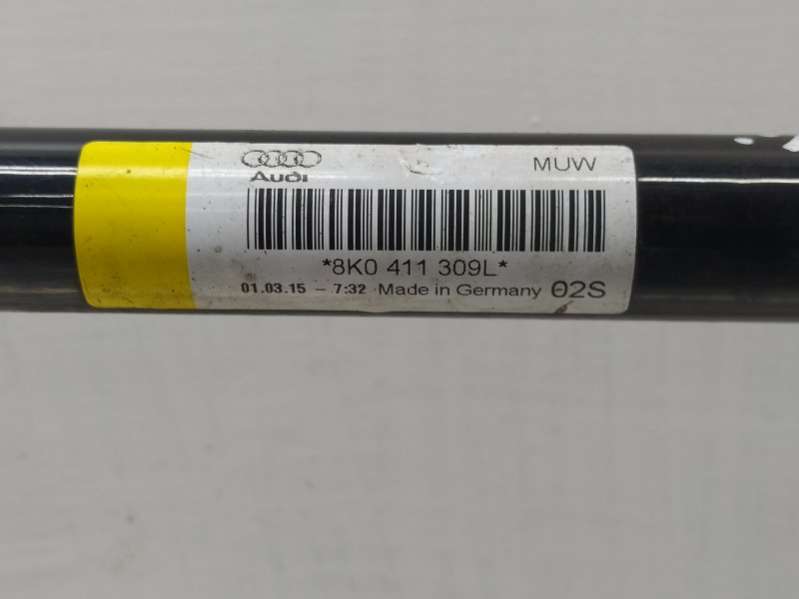 Audi MUW
*8K0 411 309L*
01.03.15 – 7:32 Made in Germany 02S